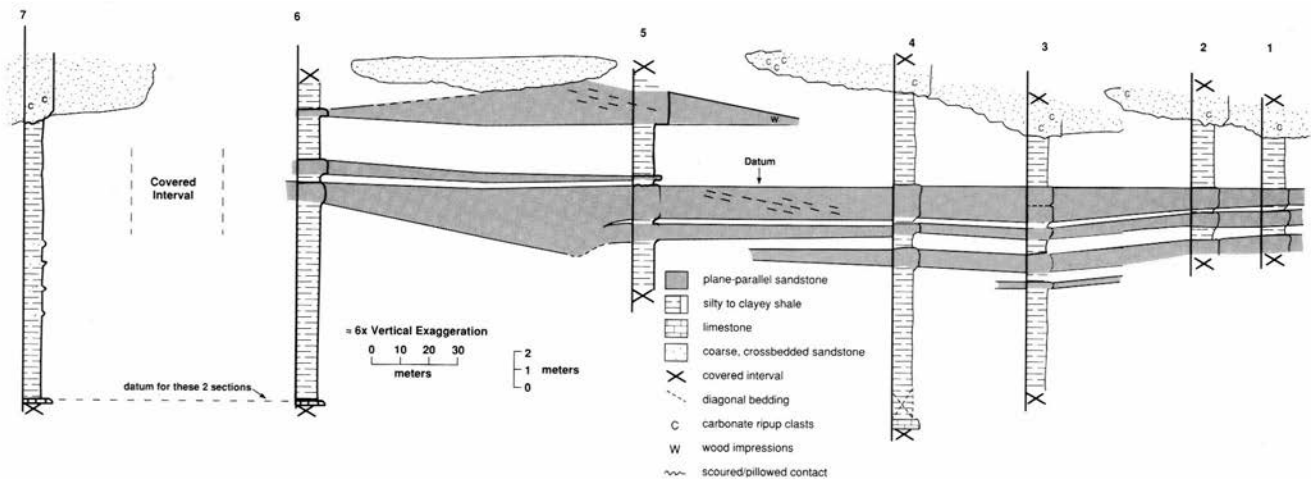 7
6
5
4
3
2
1
C
C
C
C
C
C
C
C
C
C
C
W
Covered
Interval
Datum
plane-parallel sandstone
silty to clayey shale
limestone
coarse, crossbedded sandstone
covered interval
diagonal bedding
C carbonate ripup clasts
W wood impressions
scoured/pillowed contact
≈ 6x Vertical Exaggeration
0 10 20 30
meters
2
1 meters
0
datum for these 2 sections